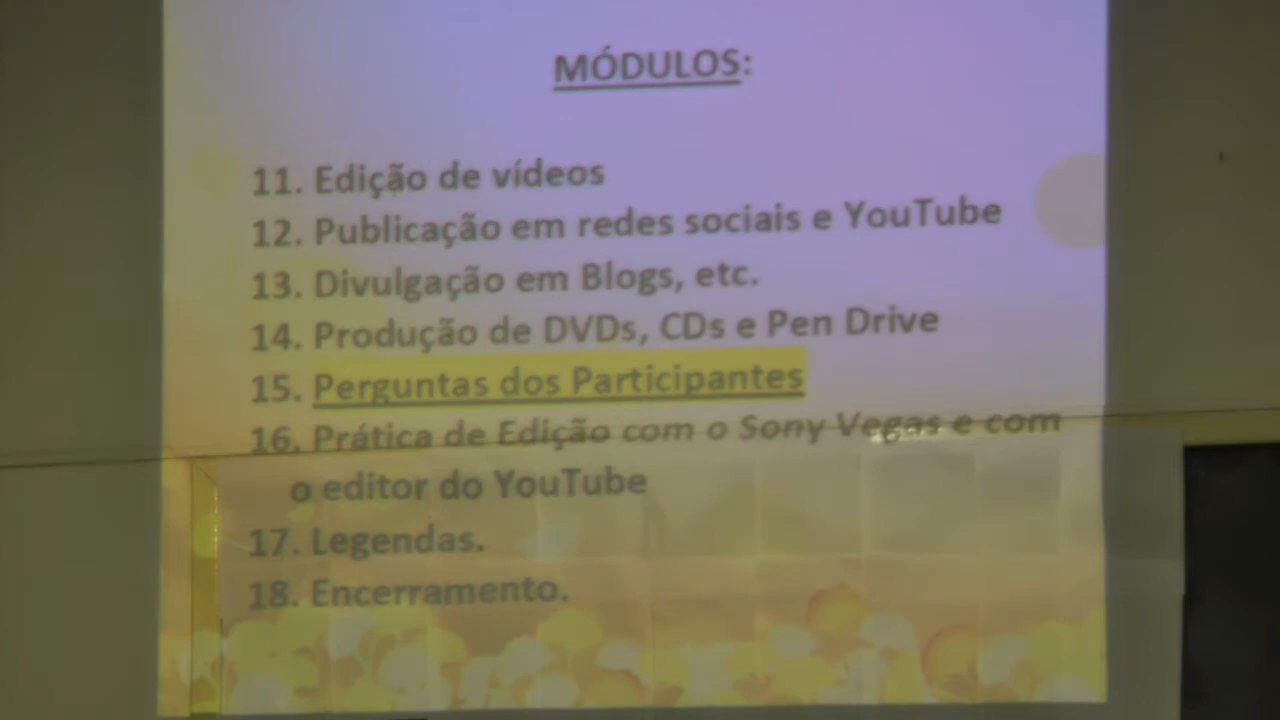 MÓDULOS:
11. Edição de vídeos
12. Publicação em redes sociais e YouTube
13. Divulgação em Blogs, etc.
14. Produção de DVDs, CDs e Pen Drive
15. Perguntas dos Participantes
16. Prática de Edição com o Sony Vegas e com
o editor do YouTube
17. Legendas.
18. Encerramento.